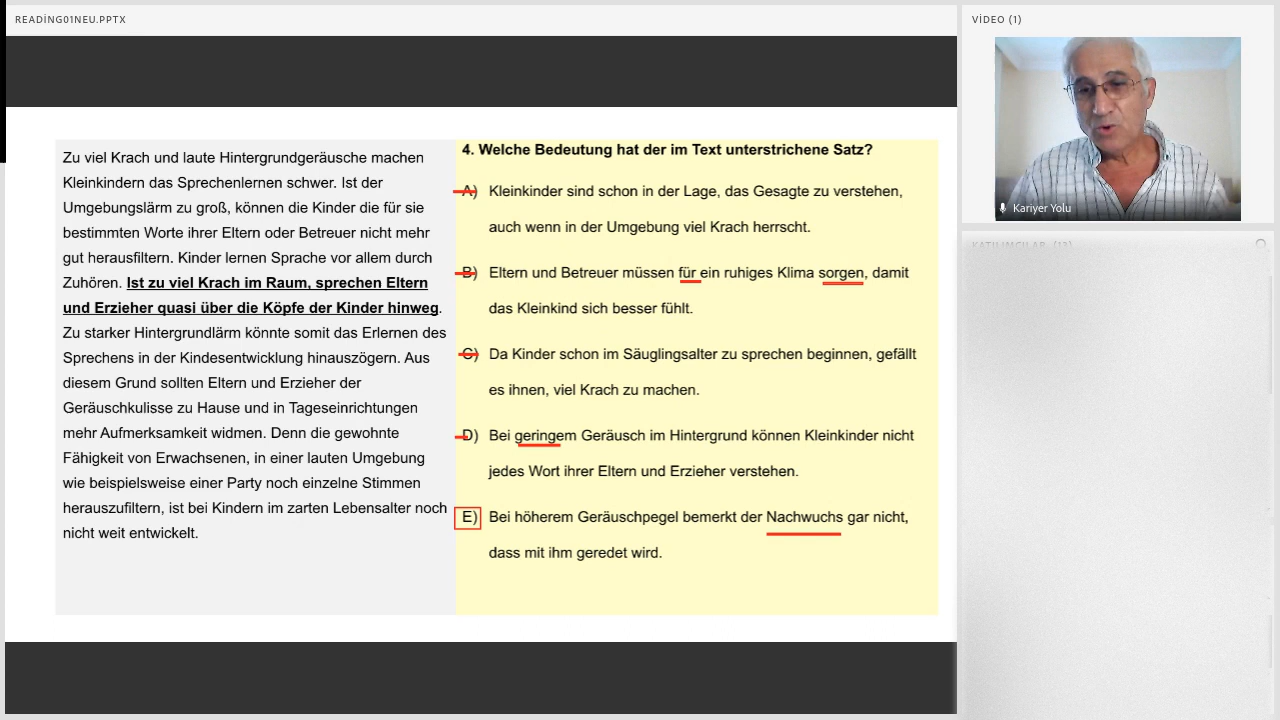 READİNG01NEU.PPTX
Zu viel Krach und laute Hintergrundgeräusche machen
Kleinkindern das Sprechenlernen schwer. Ist der
Umgebungslärm zu groß, können die Kinder die für sie
bestimmten Worte ihrer Eltern oder Betreuer nicht mehr
gut herausfiltern. Kinder lernen Sprache vor allem durch
Zuhören. Ist zu viel Krach im Raum, sprechen Eltern
und Erzieher quasi über die Köpfe der Kinder hinweg.
Zu starker Hintergrundlärm könnte somit das Erlernen des
Sprechens in der Kindesentwicklung hinauszögern. Aus
diesem Grund sollten Eltern und Erzieher der
Geräuschkulisse zu Hause und in Tageseinrichtungen
mehr Aufmerksamkeit widmen. Denn die gewohnte
Fähigkeit von Erwachsenen, in einer lauten Umgebung
wie beispielsweise einer Party noch einzelne Stimmen
herauszufiltern, ist bei Kindern im zarten Lebensalter noch
nicht weit entwickelt.
4. Welche Bedeutung hat der im Text unterstrichene Satz?
A) Kleinkinder sind schon in der Lage, das Gesagte zu verstehen,
auch wenn in der Umgebung viel Krach herrscht.
B) Eltern und Betreuer müssen für ein ruhiges Klima sorgen, damit
das Kleinkind sich besser fühlt.
C) Da Kinder schon im Säuglingsalter zu sprechen beginnen, gefällt
es ihnen, viel Krach zu machen.
D) Bei geringem Geräusch im Hintergrund können Kleinkinder nicht
jedes Wort ihrer Eltern und Erzieher verstehen.
E) Bei höherem Geräuschpegel bemerkt der Nachwuchs gar nicht,
dass mit ihm geredet wird.
VİDEO (1)
Kariyer Yolu